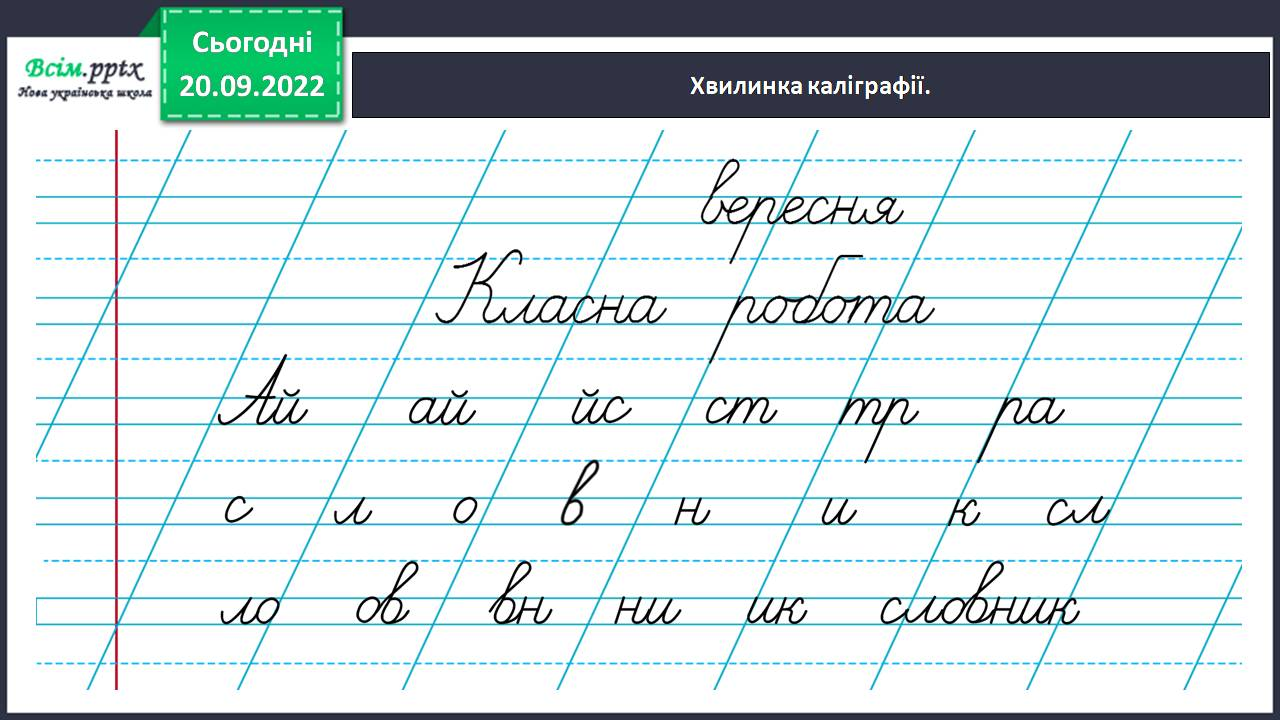 Всім.pptx
Нова українська школа
Сьогодні
20.09.2022
Хвилинка каліграфії.
вересня
Класна робота
Ай ай йс ст тр ра
с л о в н и к сл
ло ов вн ни ик словник